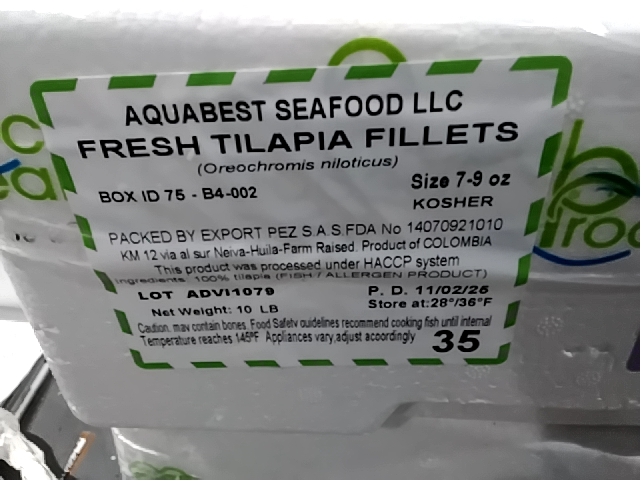 AQUABEST SEAFOOD LLC
FRESH TILAPIA FILLETS
(Oreochromis niloticus)
BOX ID 75 - B4-002
Size 7-9 oz
KOSHER
PACKED BY EXPORT PEZ S.A.S.FDA No 14070921010
KM 12 via al sur Neiva-Huila-Farm Raised. Product of COLOMBIA
This product was processed under HACCP system
Ingredients: 100% tilapia (FISH / ALLERGEN PRODUCT)
LOT ADVI1079
P. D. 11/02/26
Net Weight: 10 LB
Store at:28°/36°F
Caution, may contain bones, Food Safety guidelines recommend cooking fish until internal
Temperature reaches 145ºF Appliances vary,adjust acoordingly
35